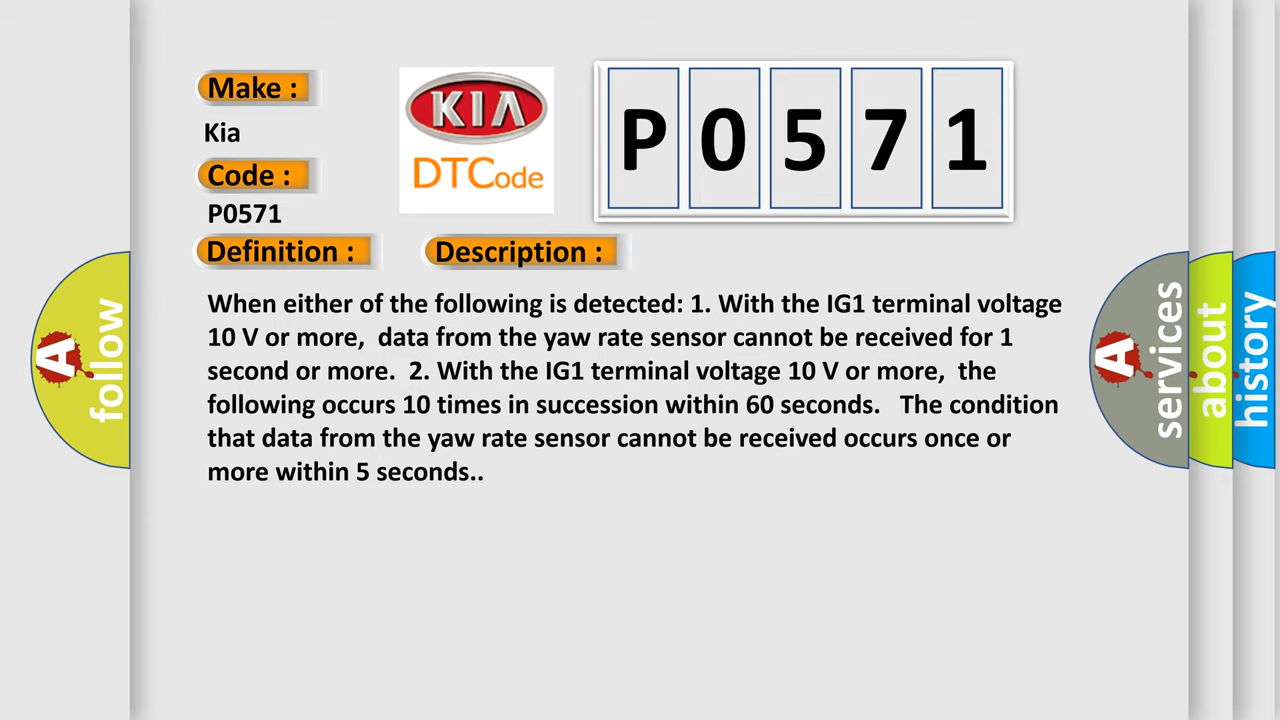 Make :
Kia
Code :
P0571
KIA
DTCode
P0571
Definition :
Description :
When either of the following is detected: 1. With the IG1 terminal voltage
10 V or more,  data from the yaw rate sensor cannot be received for 1
second or more.  2. With the IG1 terminal voltage 10 V or more,  the
following occurs 10 times in succession within 60 seconds.   The condition
that data from the yaw rate sensor cannot be received occurs once or
more within 5 seconds..
A follow
A services
about
history